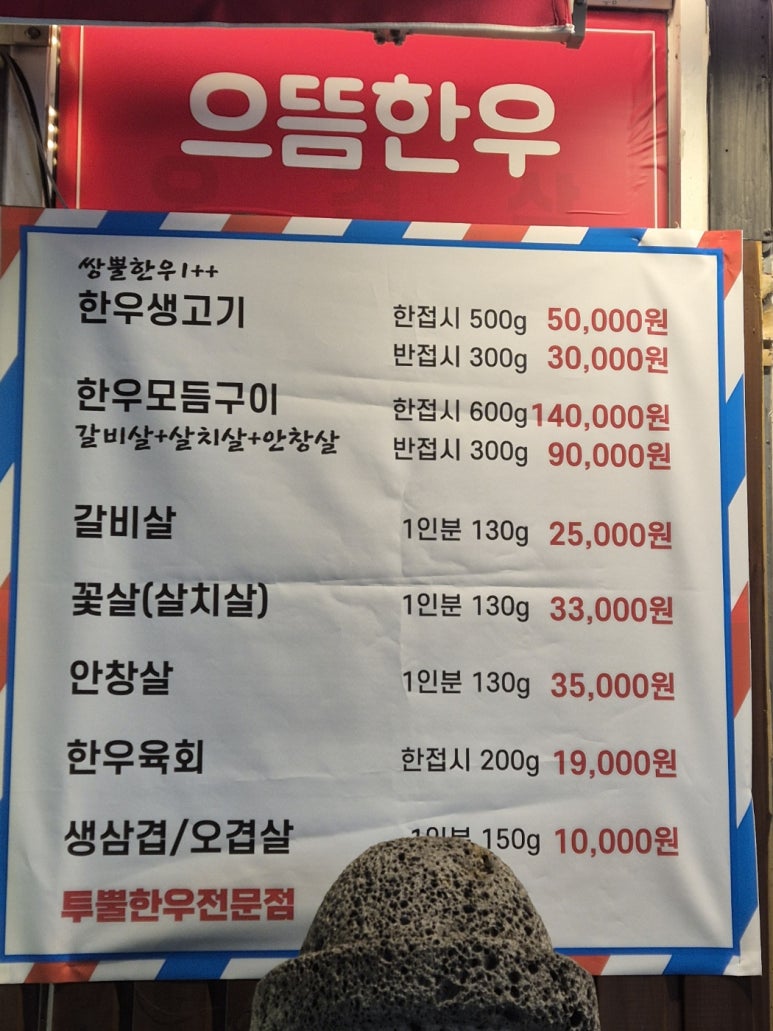 으뜸한우
쌍뿔한우1++
한우생고기 한접시 500g 50,000원
반접시 300g 30,000원
한우모듬구이 한접시 600g 140,000원
갈비살+살치살+안창살 반접시 300g 90,000원
갈비살 1인분 130g 25,000원
꽃살(살치살) 1인분 130g 33,000원
안창살 1인분 130g 35,000원
한우육회 한접시 200g 19,000원
생삼겹/오겹살 1인분 150g 10,000원
투뿔한우전문점